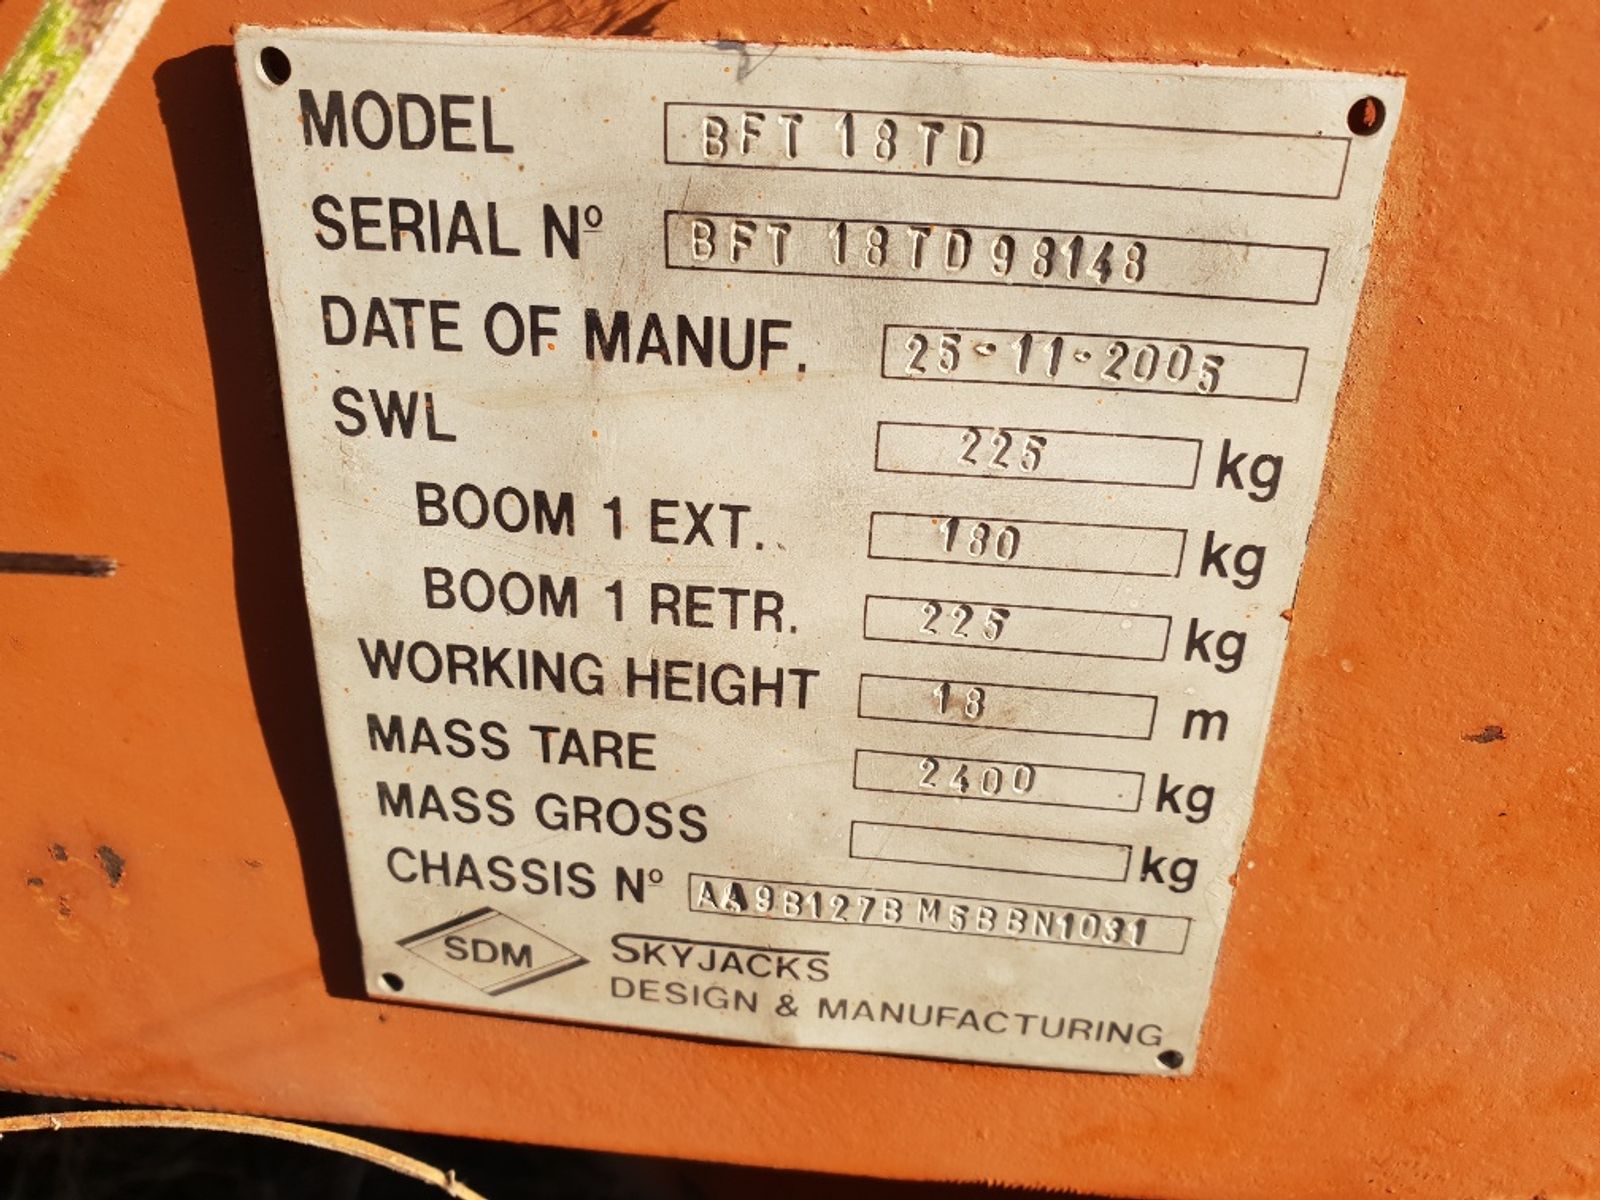 MODEL BFT 18TD
SERIAL Nº BFT 18TD98148
DATE OF MANUF. 25-11-2005
SWL 225 kg
BOOM 1 EXT. 180 kg
BOOM 1 RETR. 225 kg
WORKING HEIGHT 18 m
MASS TARE 2400 kg
MASS GROSS kg
CHASSIS Nº AA9B127BM5BBN1031
SDM SKYJACKS
DESIGN & MANUFACTURING